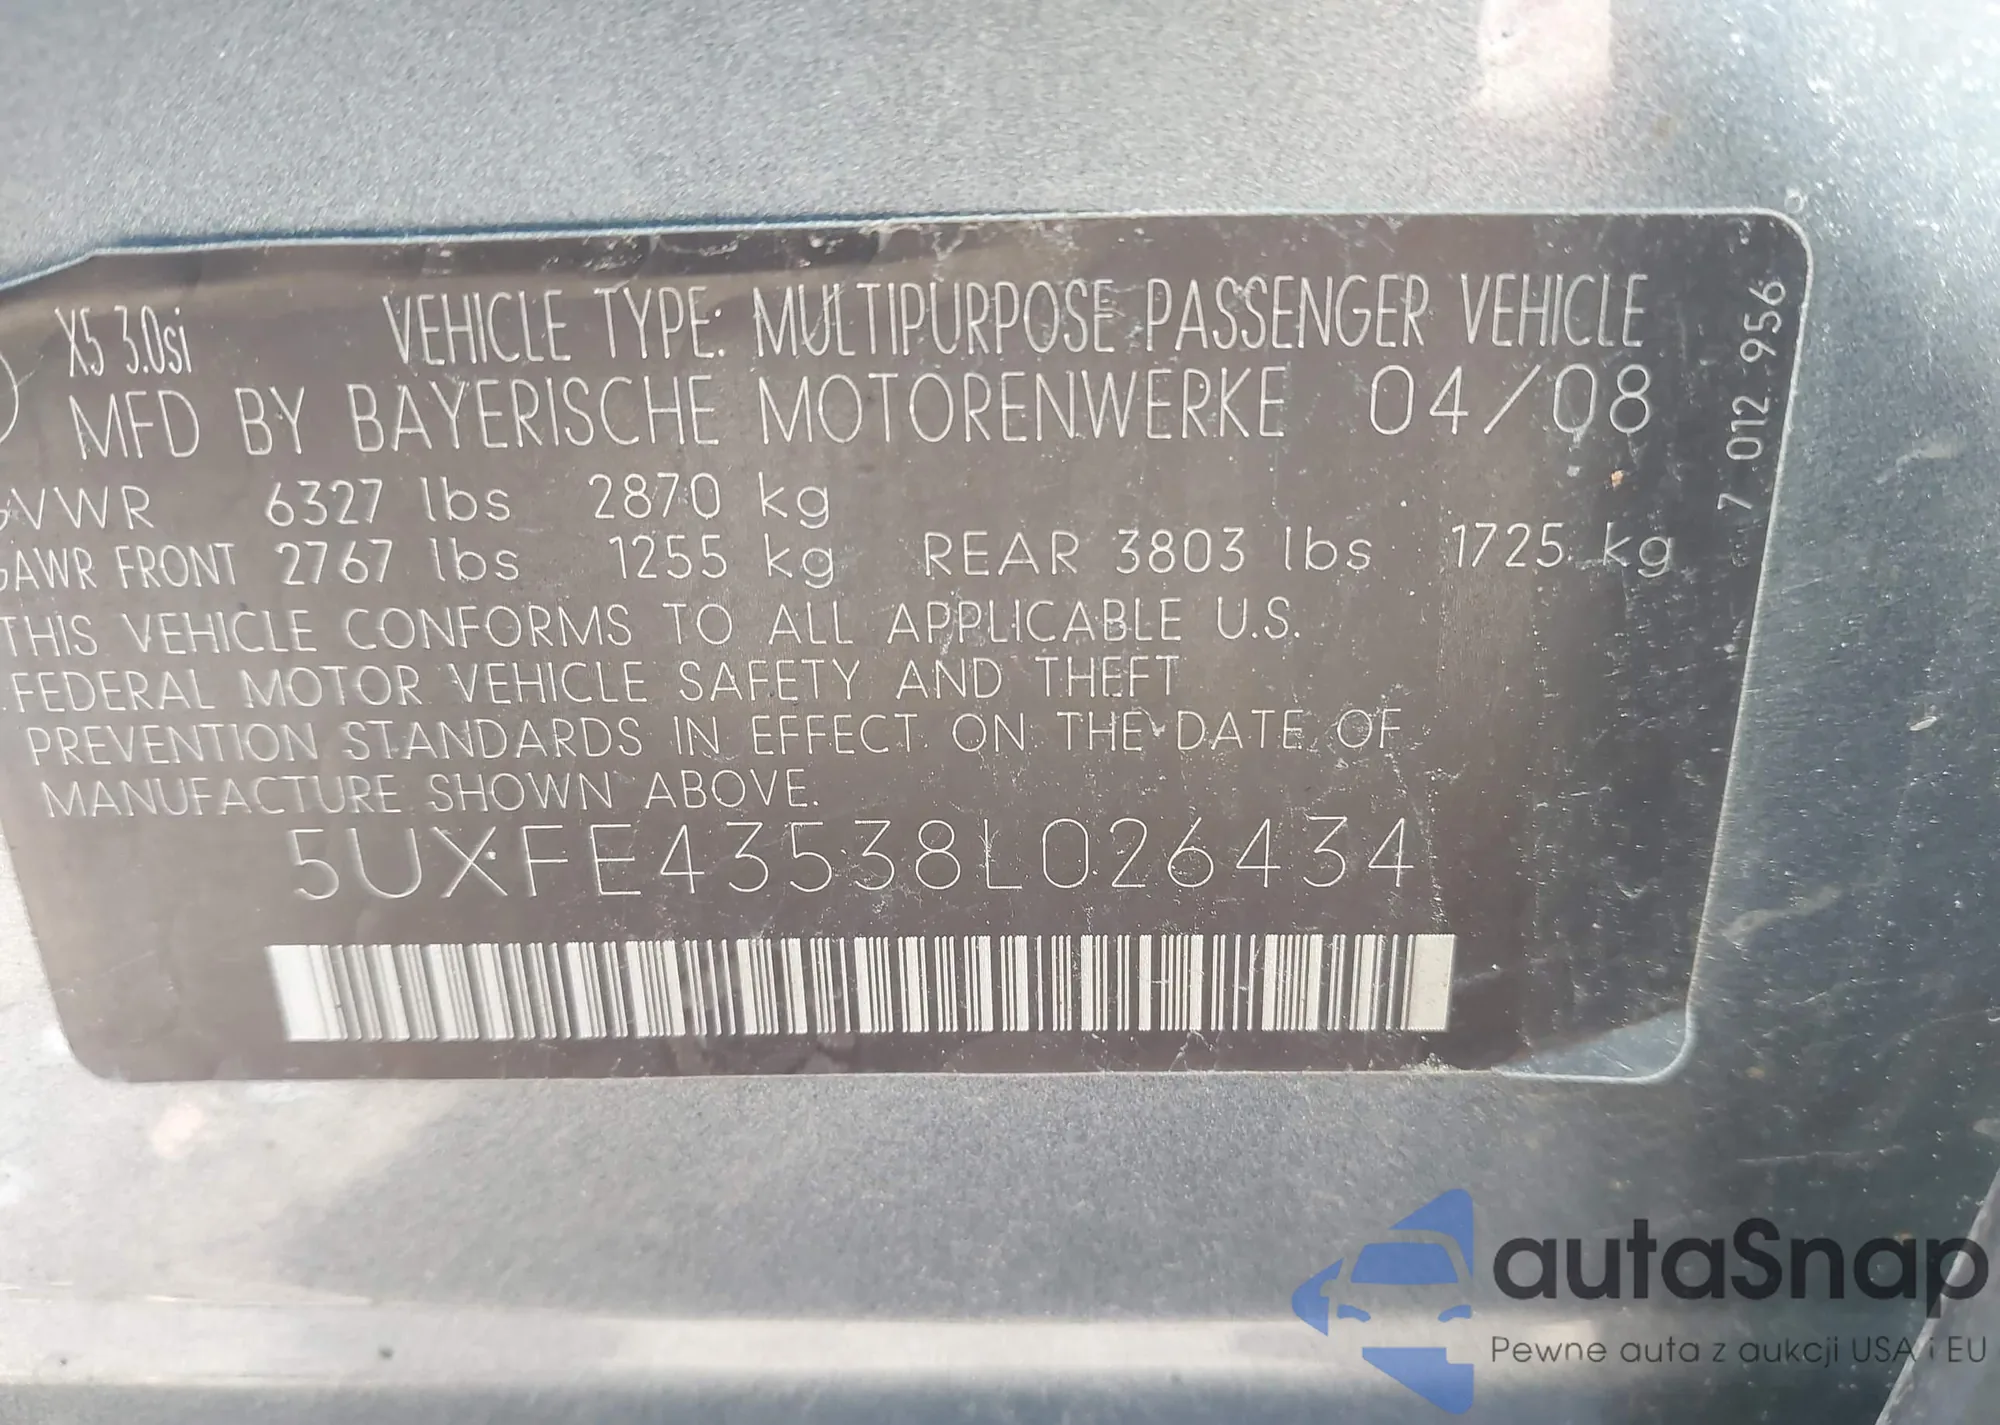 X5 3.0si VEHICLE TYPE: MULTIPURPOSE PASSENGER VEHICLE
MFD BY BAYERISCHE MOTORENWERKE 04/08
GVWR 6327 lbs 2870 kg
GAWR FRONT 2767 lbs 1255 kg REAR 3803 lbs 1725 kg
THIS VEHICLE CONFORMS TO ALL APPLICABLE U.S.
FEDERAL MOTOR VEHICLE SAFETY AND THEFT
PREVENTION STANDARDS IN EFFECT ON THE DATE OF
MANUFACTURE SHOWN ABOVE.
5UXFE43538L026434
7 012 956
autaSnap
Pewne auta z aukcji USA i EU